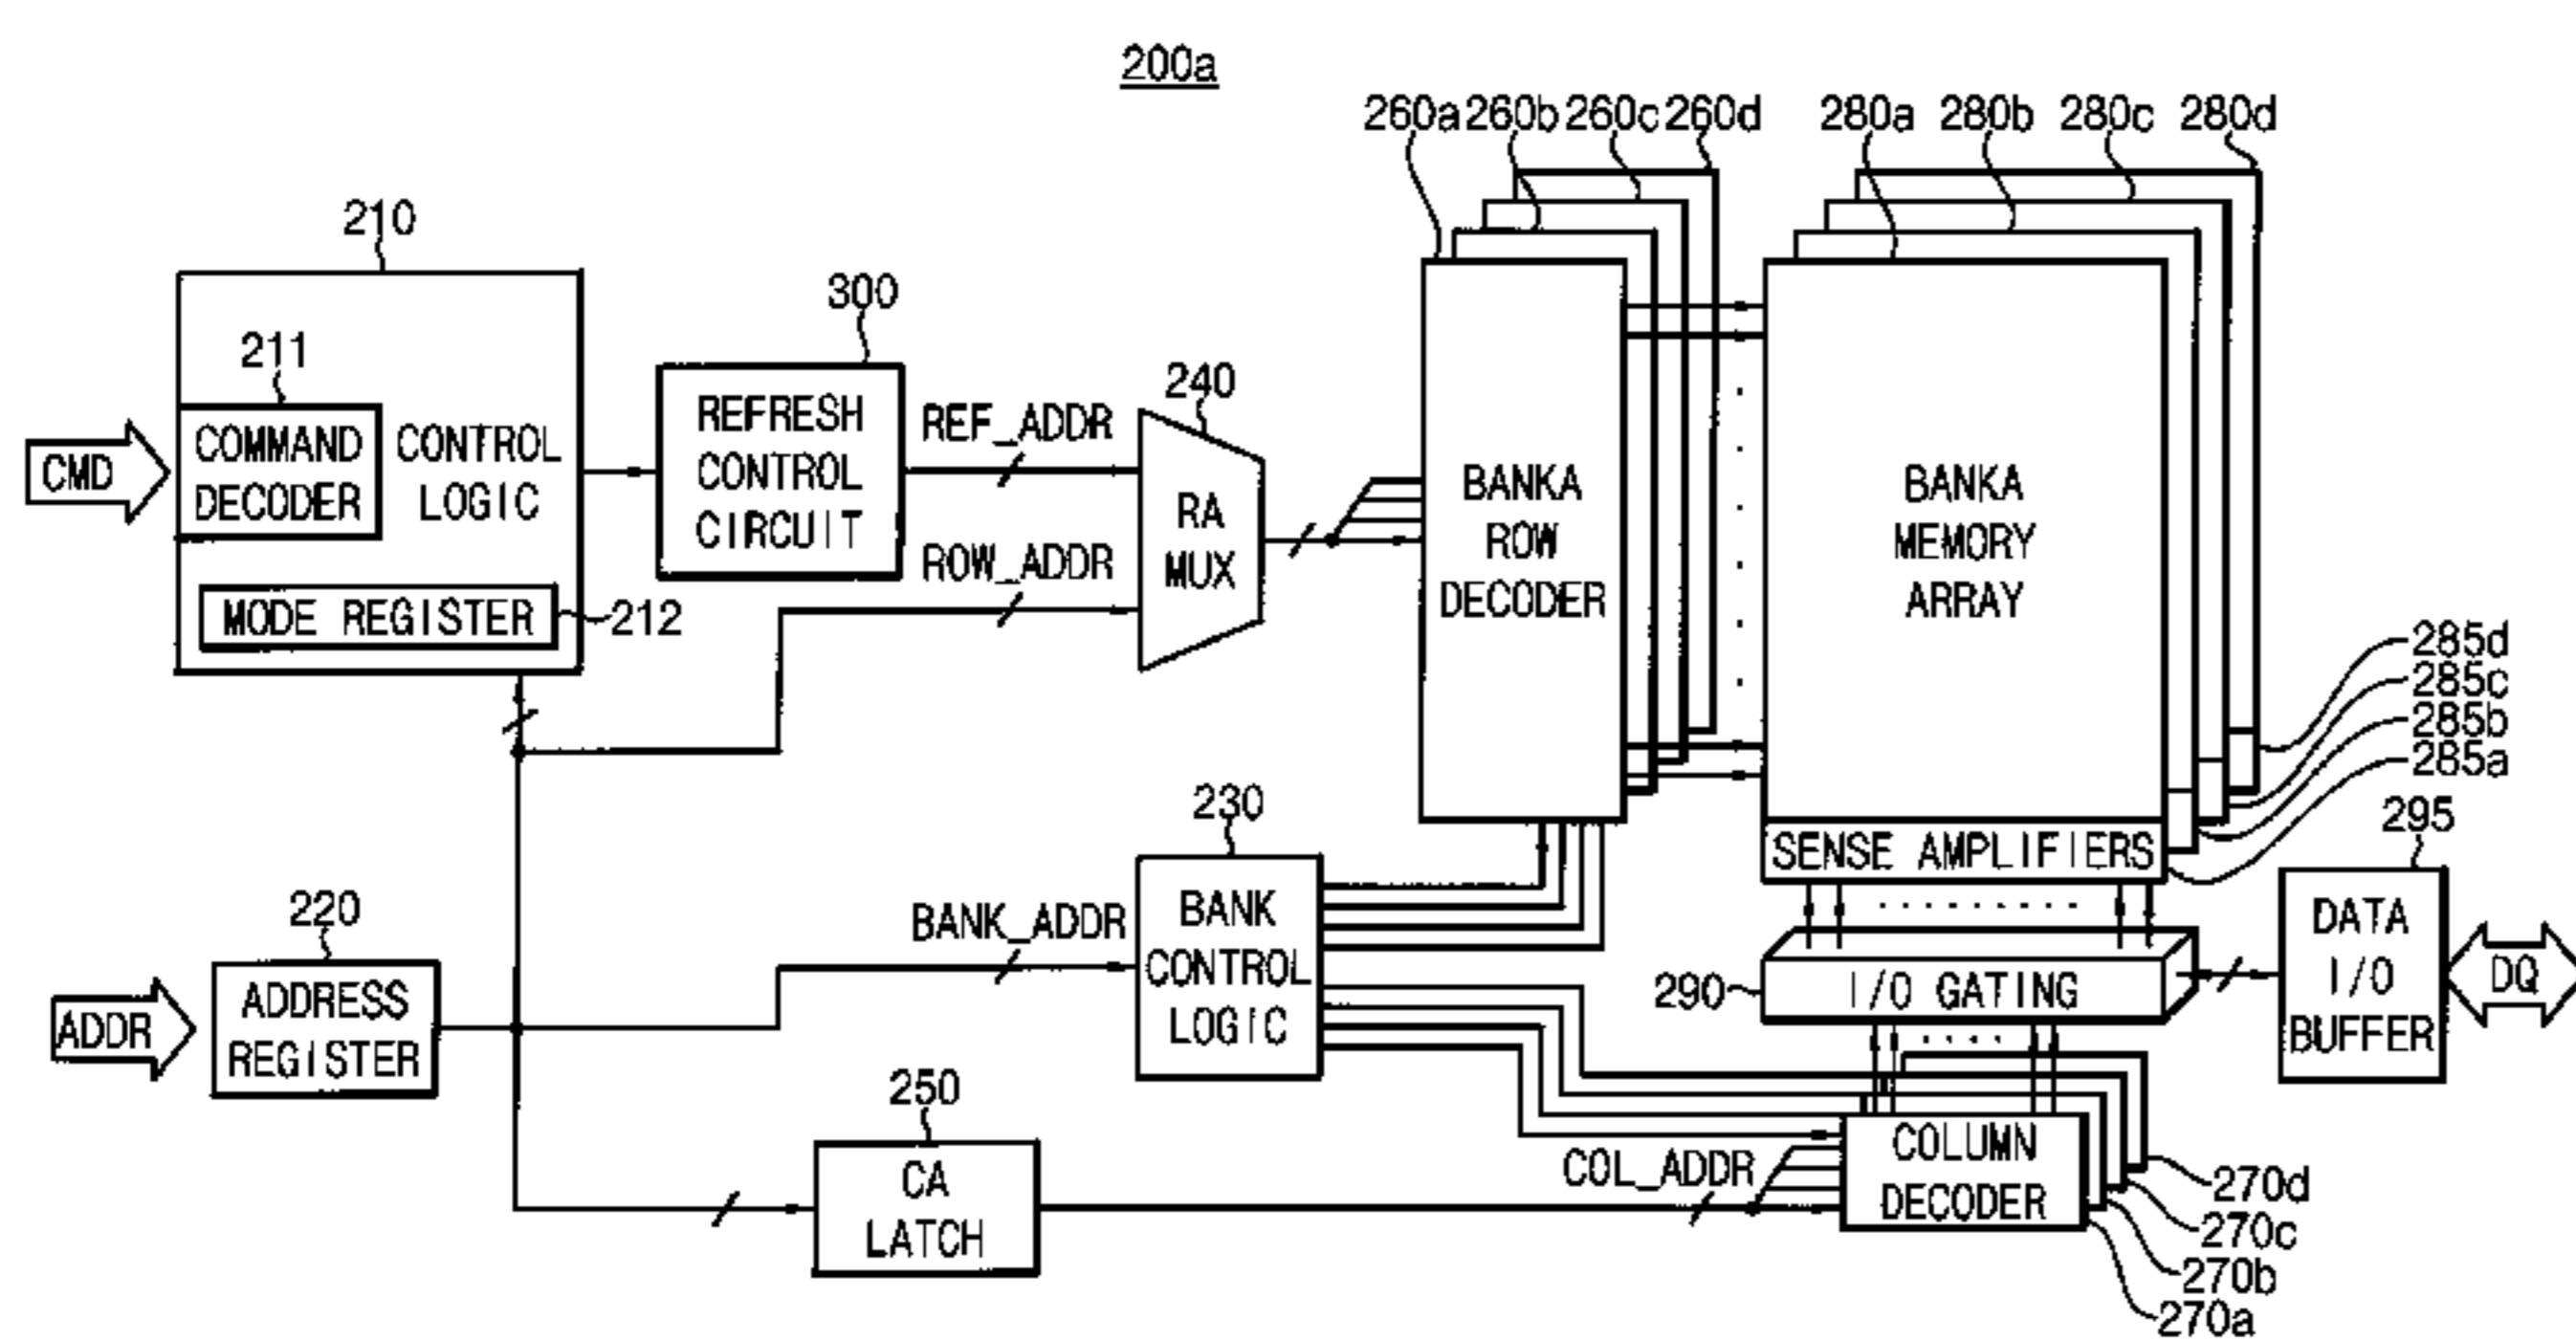 200a
260a 260b 260c 260d 280a 280b 280c 280d
210
300
211
240
COMMAND
DECODER
CONTROL
LOGIC
CMD
REFRESH
CONTROL
CIRCUIT
REF_ADDR
ROW_ADDR
RA
MUX
BANKA
ROW
DECODER
BANKA
MEMORY
ARRAY
MODE REGISTER
212
285d
285c
285b
285a
230
295
SENSE AMPLIFIERS
220
BANK_ADDR
BANK
CONTROL
LOGIC
DATA
I/O
BUFFER
DQ
290
I/O GATING
ADDR
ADDRESS
REGISTER
250
CA
LATCH
COL_ADDR
COLUMN
DECODER
270d
270c
270b
270a